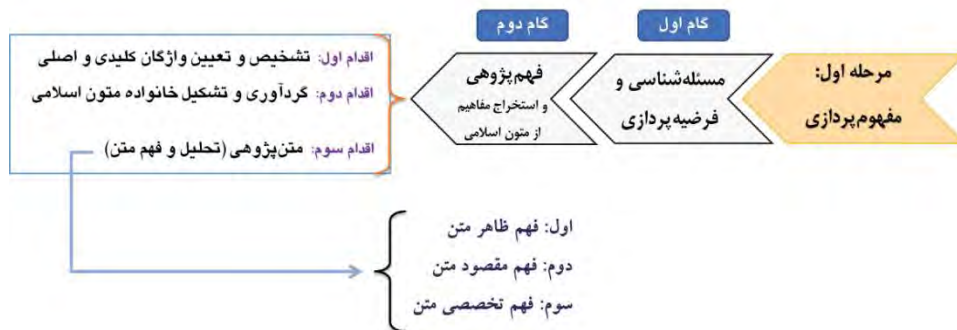 گام اول
گام دوم
مرحله اول:
مفهوم‌پردازی
مسئله‌شناسی و
فرضیه‌پردازی
فهم‌پژوهی
و استخراج مفاهیم
از متون اسلامی
اقدام اول: تشخیص و تعیین واژگان کلیدی و اصلی
اقدام دوم: گردآوری و تشکیل خانواده متون اسلامی
اقدام سوم: متن‌پژوهی (تحلیل و فهم متن)
اول: فهم ظاهر متن
دوم: فهم مقصود متن
سوم: فهم تخصصی متن